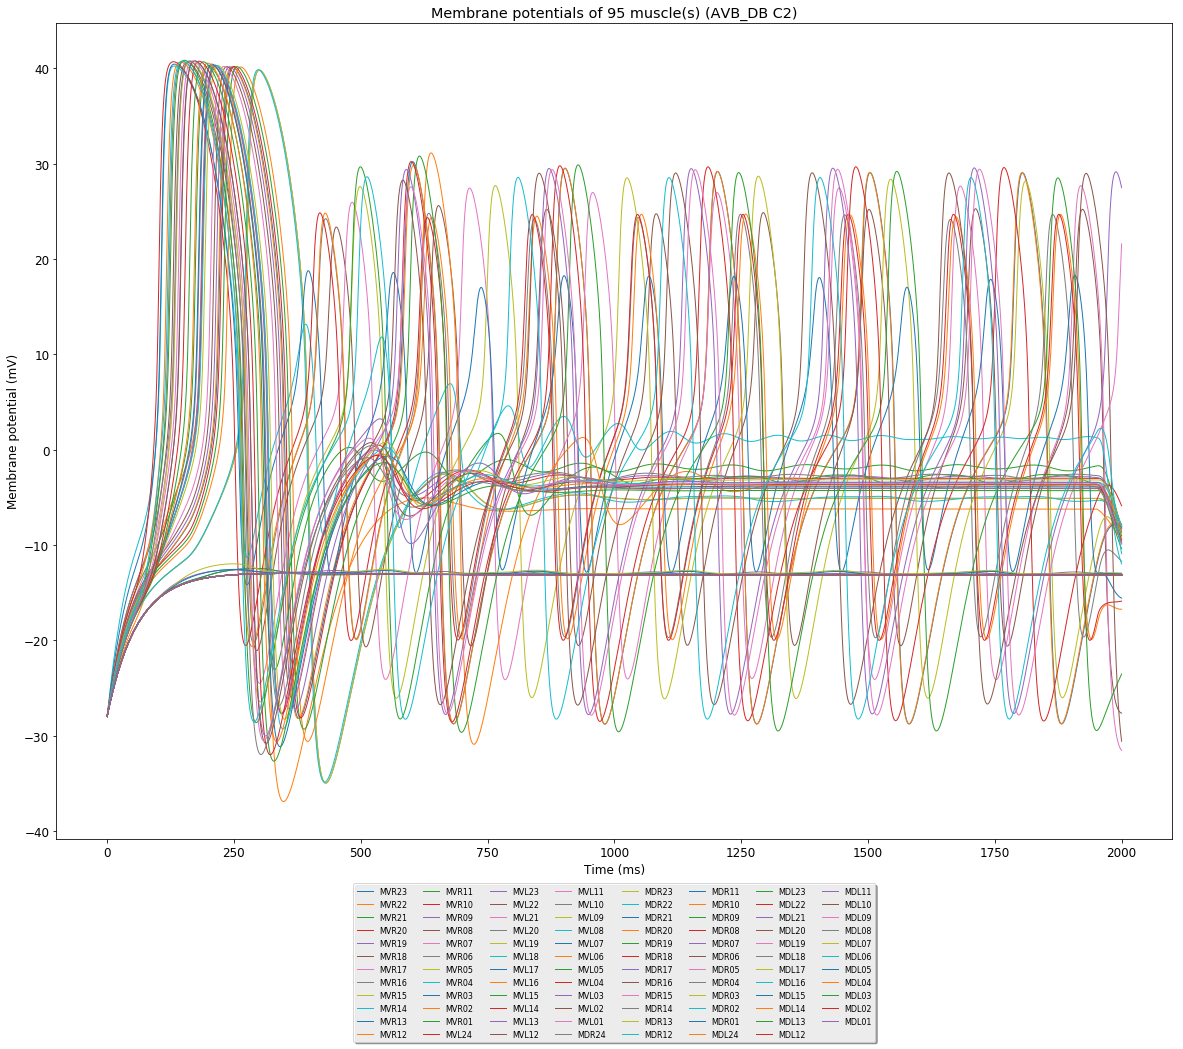 Membrane potentials of 95 muscle(s) (AVB_DB C2)
Membrane potential (mV)
40
30
20
10
0
−10
−20
−30
−40
0 250 500 750 1000 1250 1500 1750 2000
Time (ms)
MVR23 MVR11 MVL23 MVL11 MDR23 MDR11 MDL23 MDL11
MVR22 MVR10 MVL22 MVL10 MDR22 MDR10 MDL22 MDL10
MVR21 MVR09 MVL21 MVL09 MDR21 MDR09 MDL21 MDL09
MVR20 MVR08 MVL20 MVL08 MDR20 MDR08 MDL20 MDL08
MVR19 MVR07 MVL19 MVL07 MDR19 MDR07 MDL19 MDL07
MVR18 MVR05 MVL18 MVL06 MDR18 MDR06 MDL18 MDL06
MVR17 MVR04 MVL17 MVL05 MDR17 MDR05 MDL17 MDL05
MVR16 MVR03 MVL16 MVL04 MDR16 MDR04 MDL16 MDL04
MVR15 MVR02 MVL15 MVL03 MDR15 MDR03 MDL15 MDL03
MVR14 MVR01 MVL14 MVL02 MDR14 MDR02 MDL14 MDL02
MVR13 MVL24 MVL13 MVL01 MDR13 MDR01 MDL13 MDL01
MVR12 MVL12 MDR24 MDR12 MDL24 MDL12